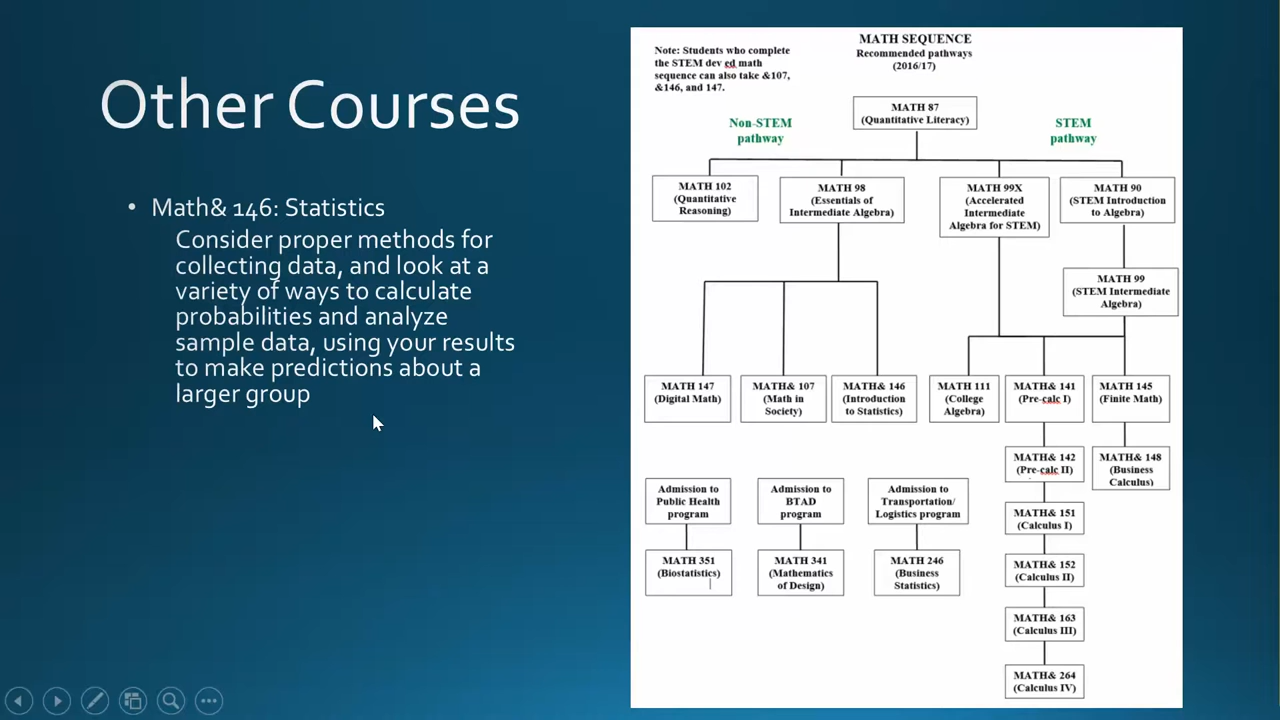 Other Courses
• Math& 146: Statistics
Consider proper methods for
collecting data, and look at a
variety of ways to calculate
probabilities and analyze
sample data, using your results
to make predictions about a
larger group
MATH SEQUENCE
Recommended pathways
(2016/17)
Note: Students who complete
the STEM dev ed math
sequence can also take &107,
&146, and 147.
MATH 87
(Quantitative Literacy)
Non-STEM
pathway
STEM
pathway
MATH 102
(Quantitative
Reasoning)
MATH 98
(Essentials of
Intermediate Algebra)
MATH 99X
(Accelerated
Intermediate
Algebra for STEM)
MATH 90
(STEM Introduction
to Algebra)
MATH 99
(STEM Intermediate
Algebra)
MATH 147
(Digital Math)
MATH& 107
(Math in
Society)
MATH& 146
(Introduction
to Statistics)
MATH 111
(College
Algebra)
MATH& 141
(Pre-calc I)
MATH 145
(Finite Math)
MATH& 142
(Pre-calc II)
MATH& 148
(Business
Calculus)
Admission to
Public Health
program
Admission to
BTAD
program
Admission to
Transportation/
Logistics program
MATH& 151
(Calculus I)
MATH 351
(Biostatistics)
MATH 341
(Mathematics
of Design)
MATH 246
(Business
Statistics)
MATH& 152
(Calculus II)
MATH& 163
(Calculus III)
MATH& 264
(Calculus IV)